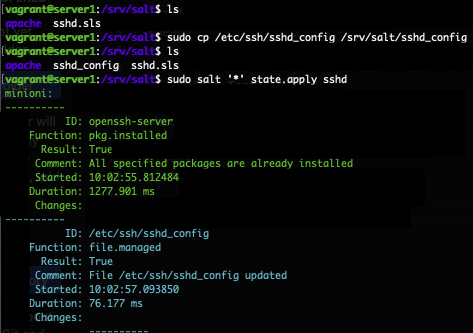 [vagrant@server1:/srv/salt$ ls
apache  sshd.sls
[vagrant@server1:/srv/salt$ sudo cp /etc/ssh/sshd_config /srv/salt/sshd_config
[vagrant@server1:/srv/salt$ ls
apache  sshd_config  sshd.sls
[vagrant@server1:/srv/salt$ sudo salt '*' state.apply sshd
minioni:
----------
          ID: openssh-server
    Function: pkg.installed
      Result: True
     Comment: All specified packages are already installed
     Started: 10:02:55.812484
    Duration: 1277.901 ms
     Changes:
----------
          ID: /etc/ssh/sshd_config
    Function: file.managed
      Result: True
     Comment: File /etc/ssh/sshd_config updated
     Started: 10:02:57.093850
    Duration: 76.177 ms
     Changes:
              ----------